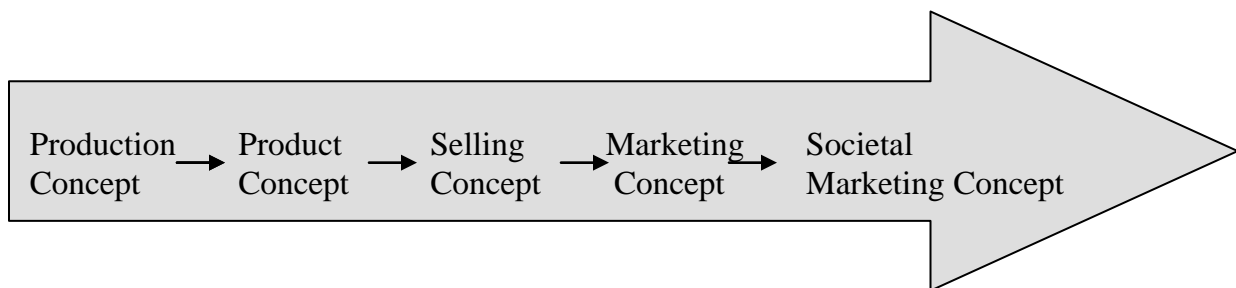 Production Product Selling Marketing Societal
Concept Concept Concept Concept Marketing Concept